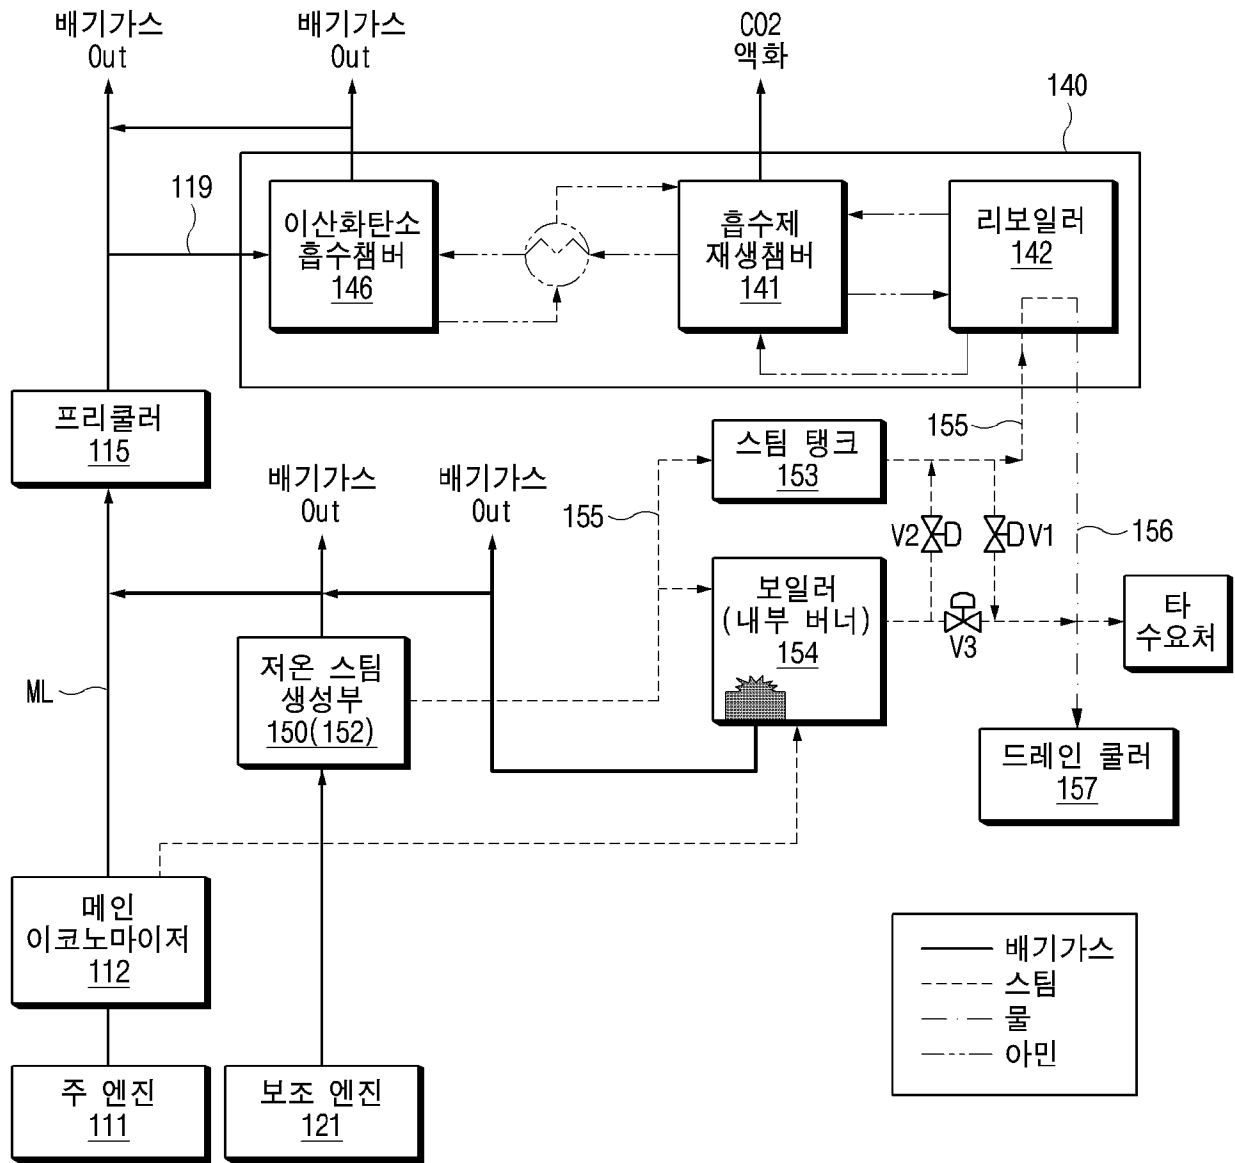 배기가스
Out
배기가스
Out
CO2
액화
140
119
이산화탄소
흡수챔버
146
흡수제
재생챔버
141
리보일러
142
프리쿨러
115
배기가스
Out
배기가스
Out
155
스팀 탱크
153
155
V2
V1
156
보일러
(내부 버너)
154
V3
타
수요처
ML
저온 스팀
생성부
150(152)
드레인 쿨러
157
메인
이코노마이저
112
배기가스
스팀
물
아민
주 엔진
111
보조 엔진
121